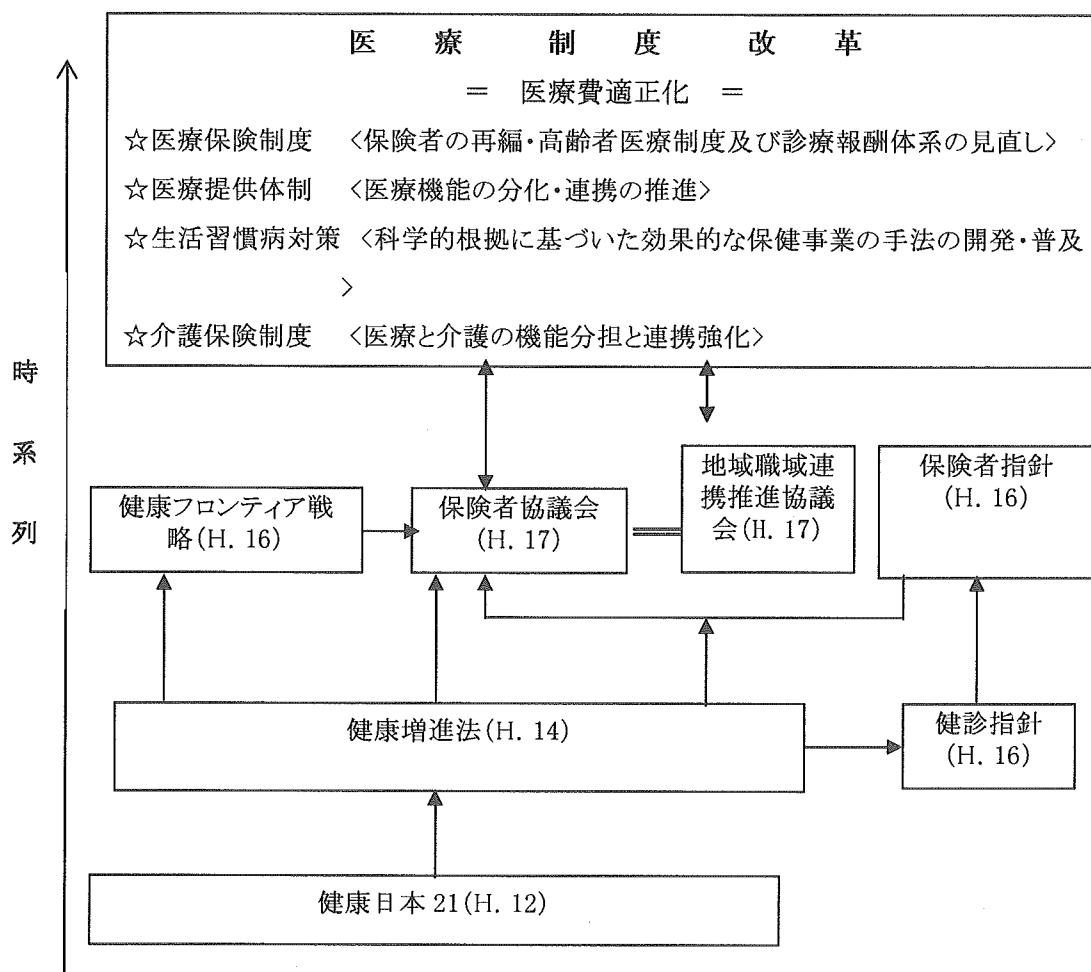 医 療 制 度 改 革
＝ 医療費適正化 ＝
☆医療保険制度 <保険者の再編・高齢者医療制度及び診療報酬体系の見直し>
☆医療提供体制 <医療機能の分化・連携の推進>
☆生活習慣病対策 <科学的根拠に基づいた効果的な保健事業の手法の開発・普及
>
☆介護保険制度 <医療と介護の機能分担と連携強化>
時
系
列
健康フロンティア戦
略(H. 16)
保険者協議会
(H. 17)
地域職域連
携推進協議
会(H. 17)
保険者指針
(H. 16)
健康増進法(H. 14)
健診指針
(H. 16)
健康日本 21(H. 12)